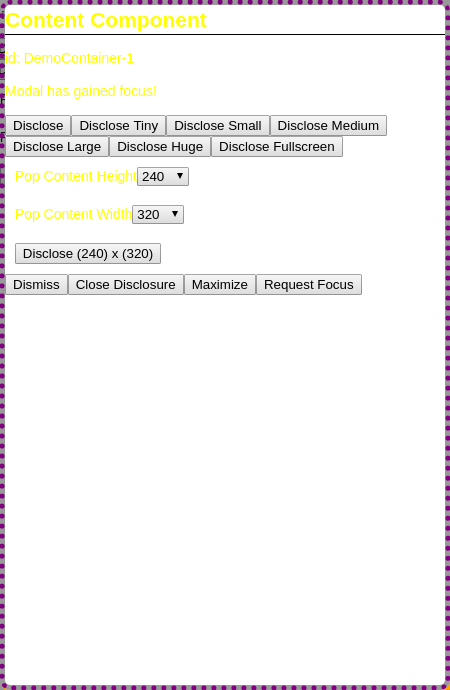 Content Component
id: DemoContainer-1
Modal has gained focus!
Disclose Disclose Tiny Disclose Small Disclose Medium
Disclose Large Disclose Huge Disclose Fullscreen
Pop Content Height 240
Pop Content Width 320
Disclose (240) x (320)
Dismiss Close Disclosure Maximize Request Focus